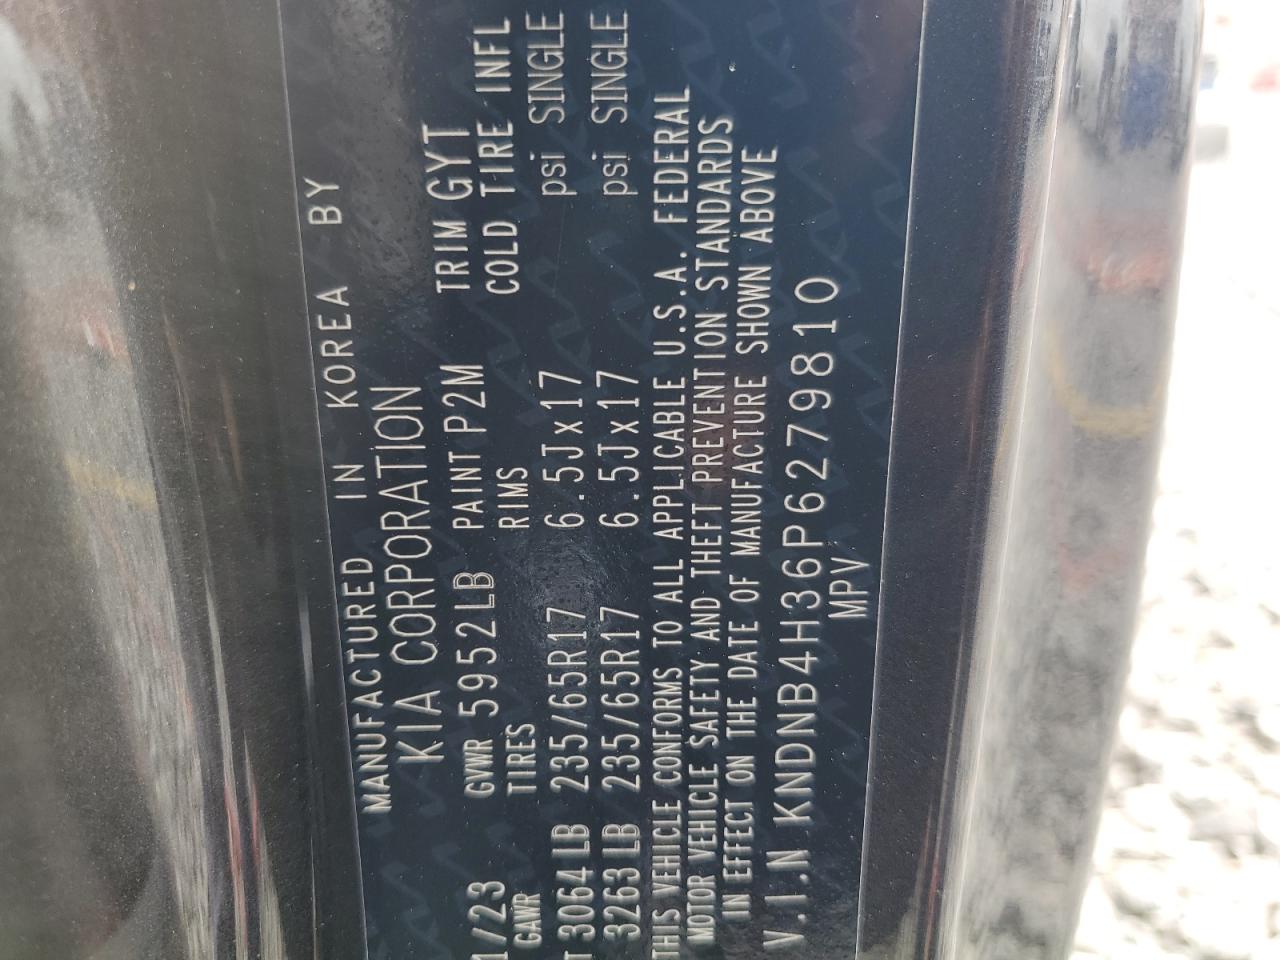 MANUFACTURED IN KOREA BY
KIA CORPORATION
1/23 GVWR 5952LB PAINT P2M TRIM GYT
GAWR TIRES RIMS COLD TIRE INFL
T 3064LB 235/65R17 6.5Jx17 psi SINGLE
3263LB 235/65R17 6.5Jx17 psi SINGLE
THIS VEHICLE CONFORMS TO ALL APPLICABLE U.S.A. FEDERAL
MOTOR VEHICLE SAFETY AND THEFT PREVENTION STANDARDS
IN EFFECT ON THE DATE OF MANUFACTURE SHOWN ABOVE
V.I.N KNDNB4H36P6279810
MPV